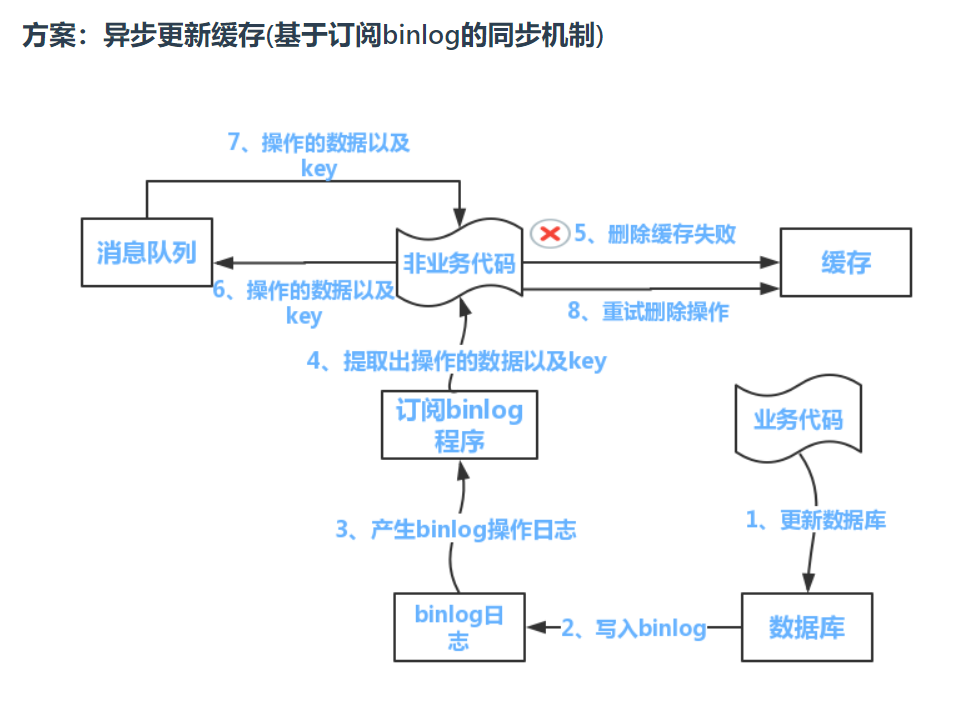 方案：异步更新缓存(基于订阅binlog的同步机制)
7、操作的数据以及
key
消息队列
非业务代码
5、删除缓存失败
缓存
6、操作的数据以及
key
8、重试删除操作
4、提取出操作的数据以及key
订阅binlog
程序
业务代码
1、更新数据库
3、产生binlog操作日志
binlog日
志
2、写入binlog
数据库